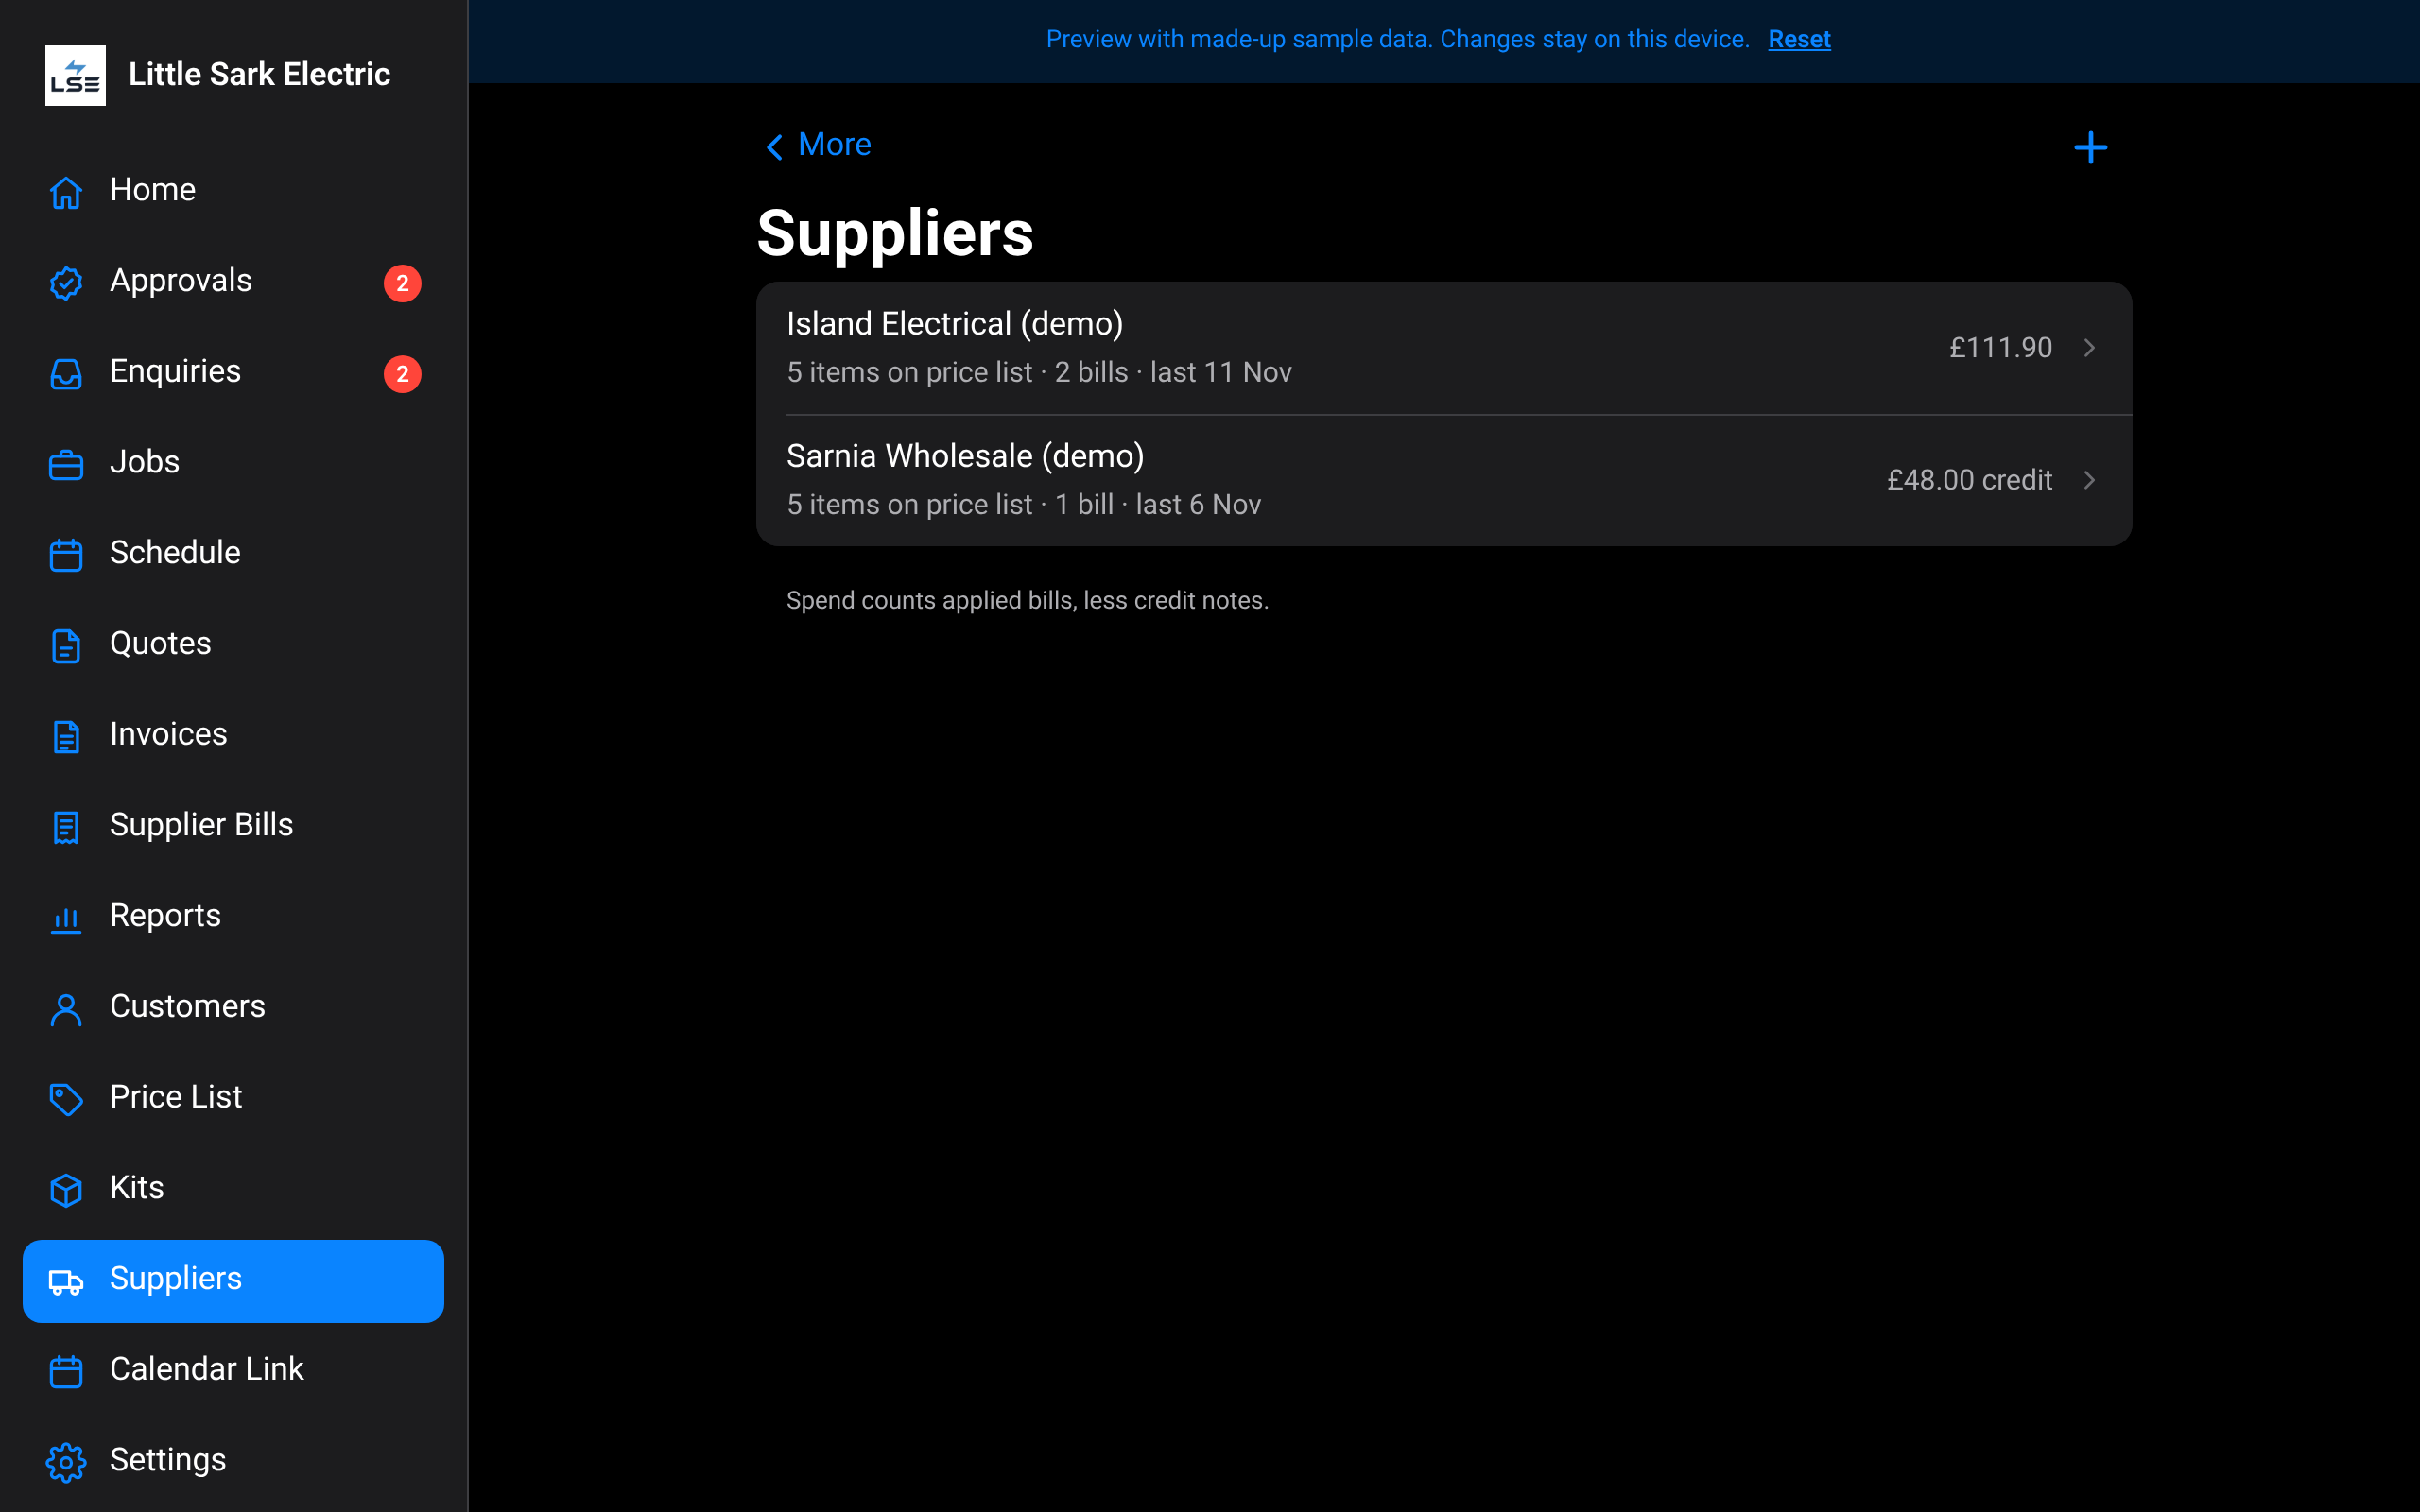 LSE
Little Sark Electric
Home
Approvals 2
Enquiries 2
Jobs
Schedule
Quotes
Invoices
Supplier Bills
Reports
Customers
Price List
Kits
Suppliers
Calendar Link
Settings
Preview with made-up sample data. Changes stay on this device. Reset
More
Suppliers
Island Electrical (demo)
5 items on price list · 2 bills · last 11 Nov
£111.90
Sarnia Wholesale (demo)
5 items on price list · 1 bill · last 6 Nov
£48.00 credit
Spend counts applied bills, less credit notes.